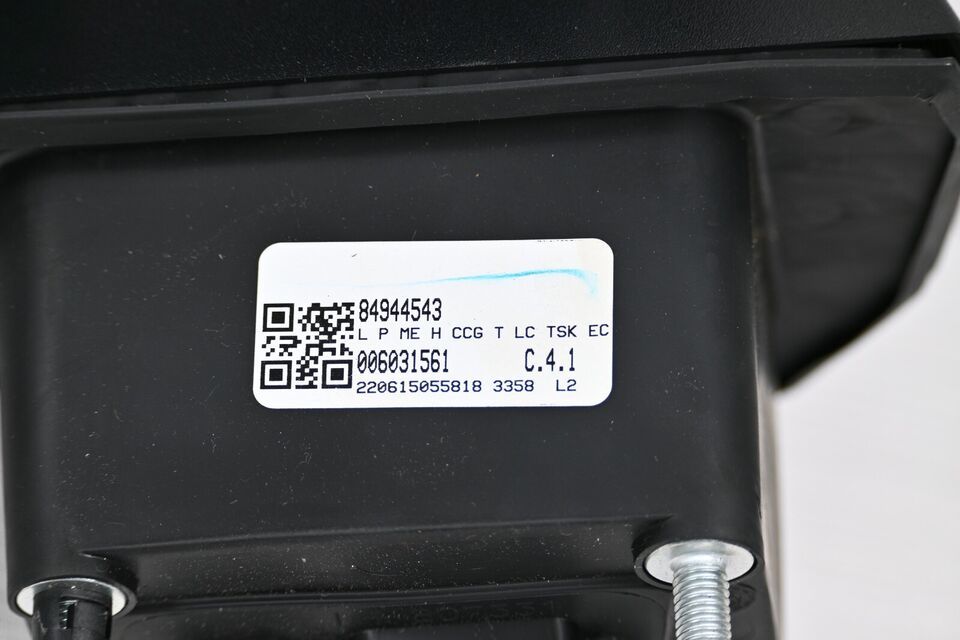 84944543
L P ME H CCG T LC TSK EC
006031561 C.4.1
220615055818 3358 L2